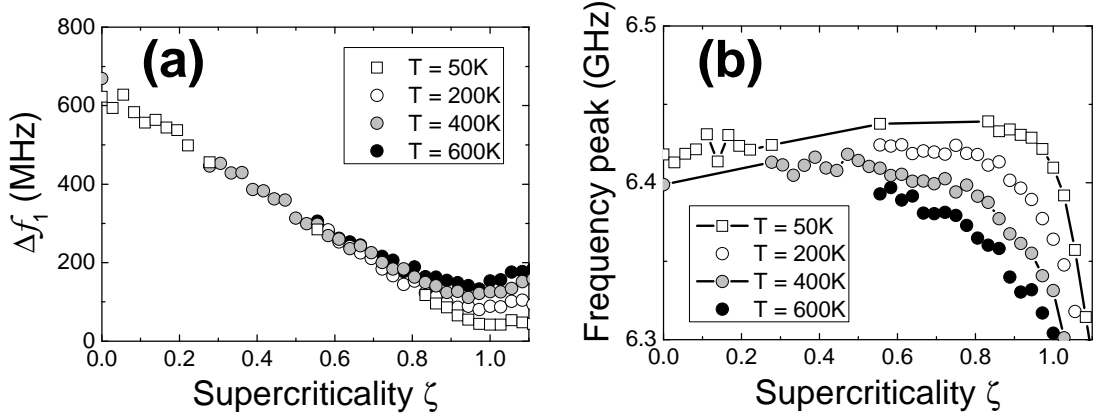 (a)
800
600
400
200
0
Δf₁ (MHz)
T = 50K
T = 200K
T = 400K
T = 600K
0.0 0.2 0.4 0.6 0.8 1.0
Supercriticality ζ
(b)
6.5
6.4
6.3
Frequency peak (GHz)
T = 50K
T = 200K
T = 400K
T = 600K
0.0 0.2 0.4 0.6 0.8 1.0
Supercriticality ζ